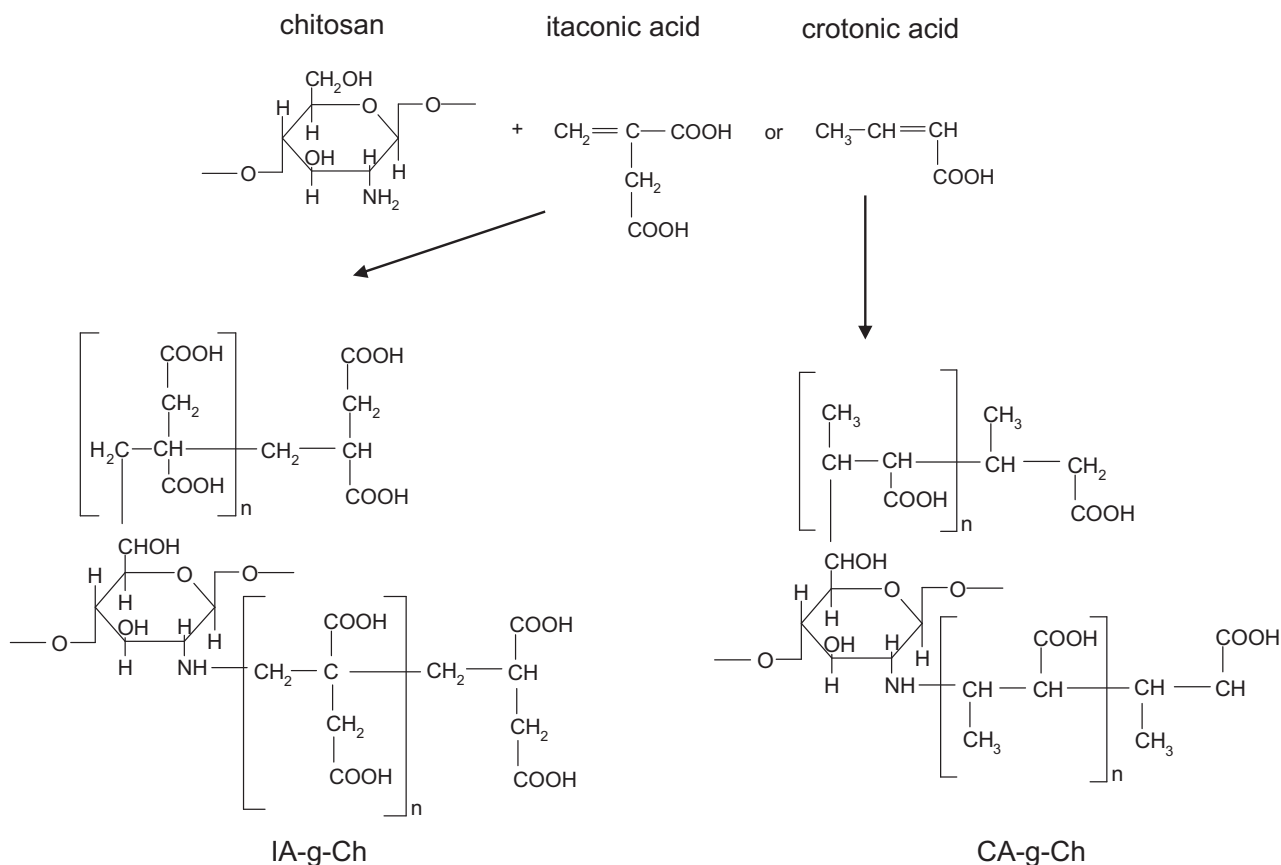 chitosan itaconic acid crotonic acid
CH2OH
H O O
H + CH2 C COOH or CH3 CH CH
OH H H
O H NH2 CH2 COOH
COOH
COOH COOH
CH2 CH2
H2C CH CH2 CH
COOH COOH
n
CHOH
H O O
H
O OH H H
H NH CH2 C CH2 CH
COOH COOH
CH2 CH2
COOH COOH
n
IA-g-Ch
CH3 CH3
CH CH CH CH2
COOH COOH
n
CHOH
H O O
H
OH H H
O H NH CH CH CH CH
COOH COOH
CH3 CH3
n
CA-g-Ch